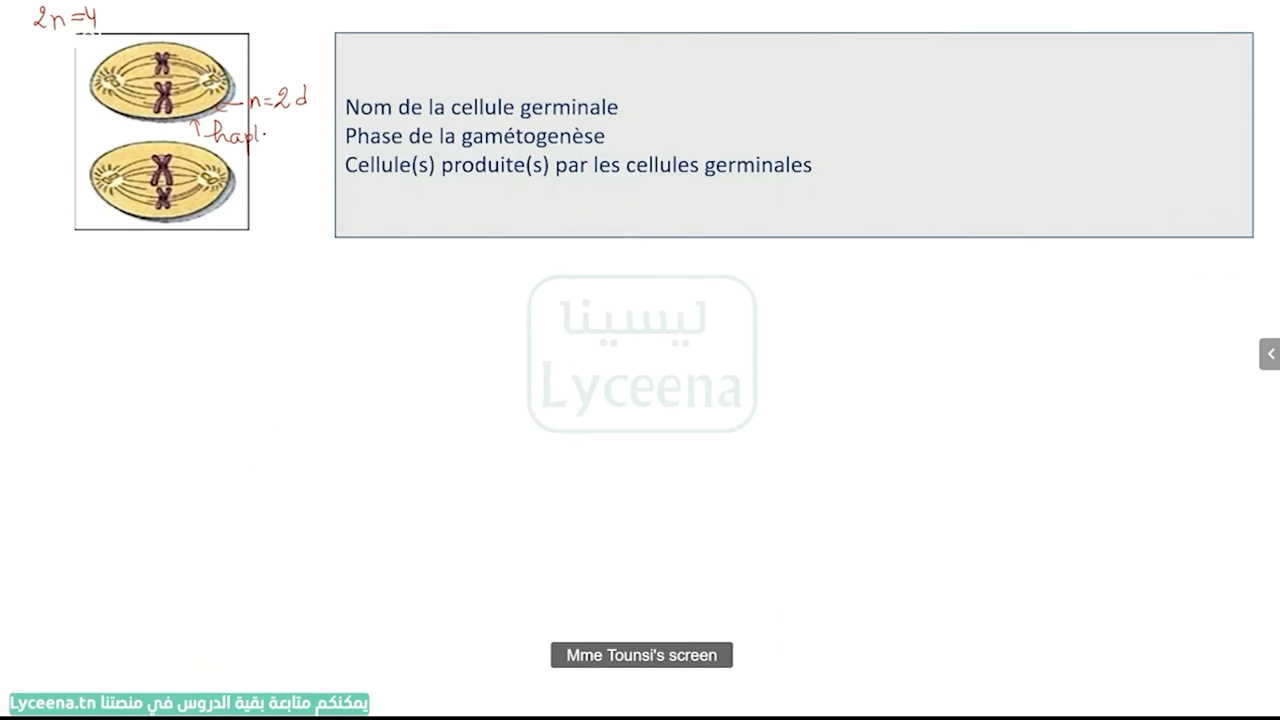 2n=4
n=2d
hapl.
Nom de la cellule germinale
Phase de la gamétogenèse
Cellule(s) produite(s) par les cellules germinales
ليسينا
Lyceena
Mme Tounsi's screen
يمكنكم متابعة بقية الدروس في منصتنا Lyceena.tn